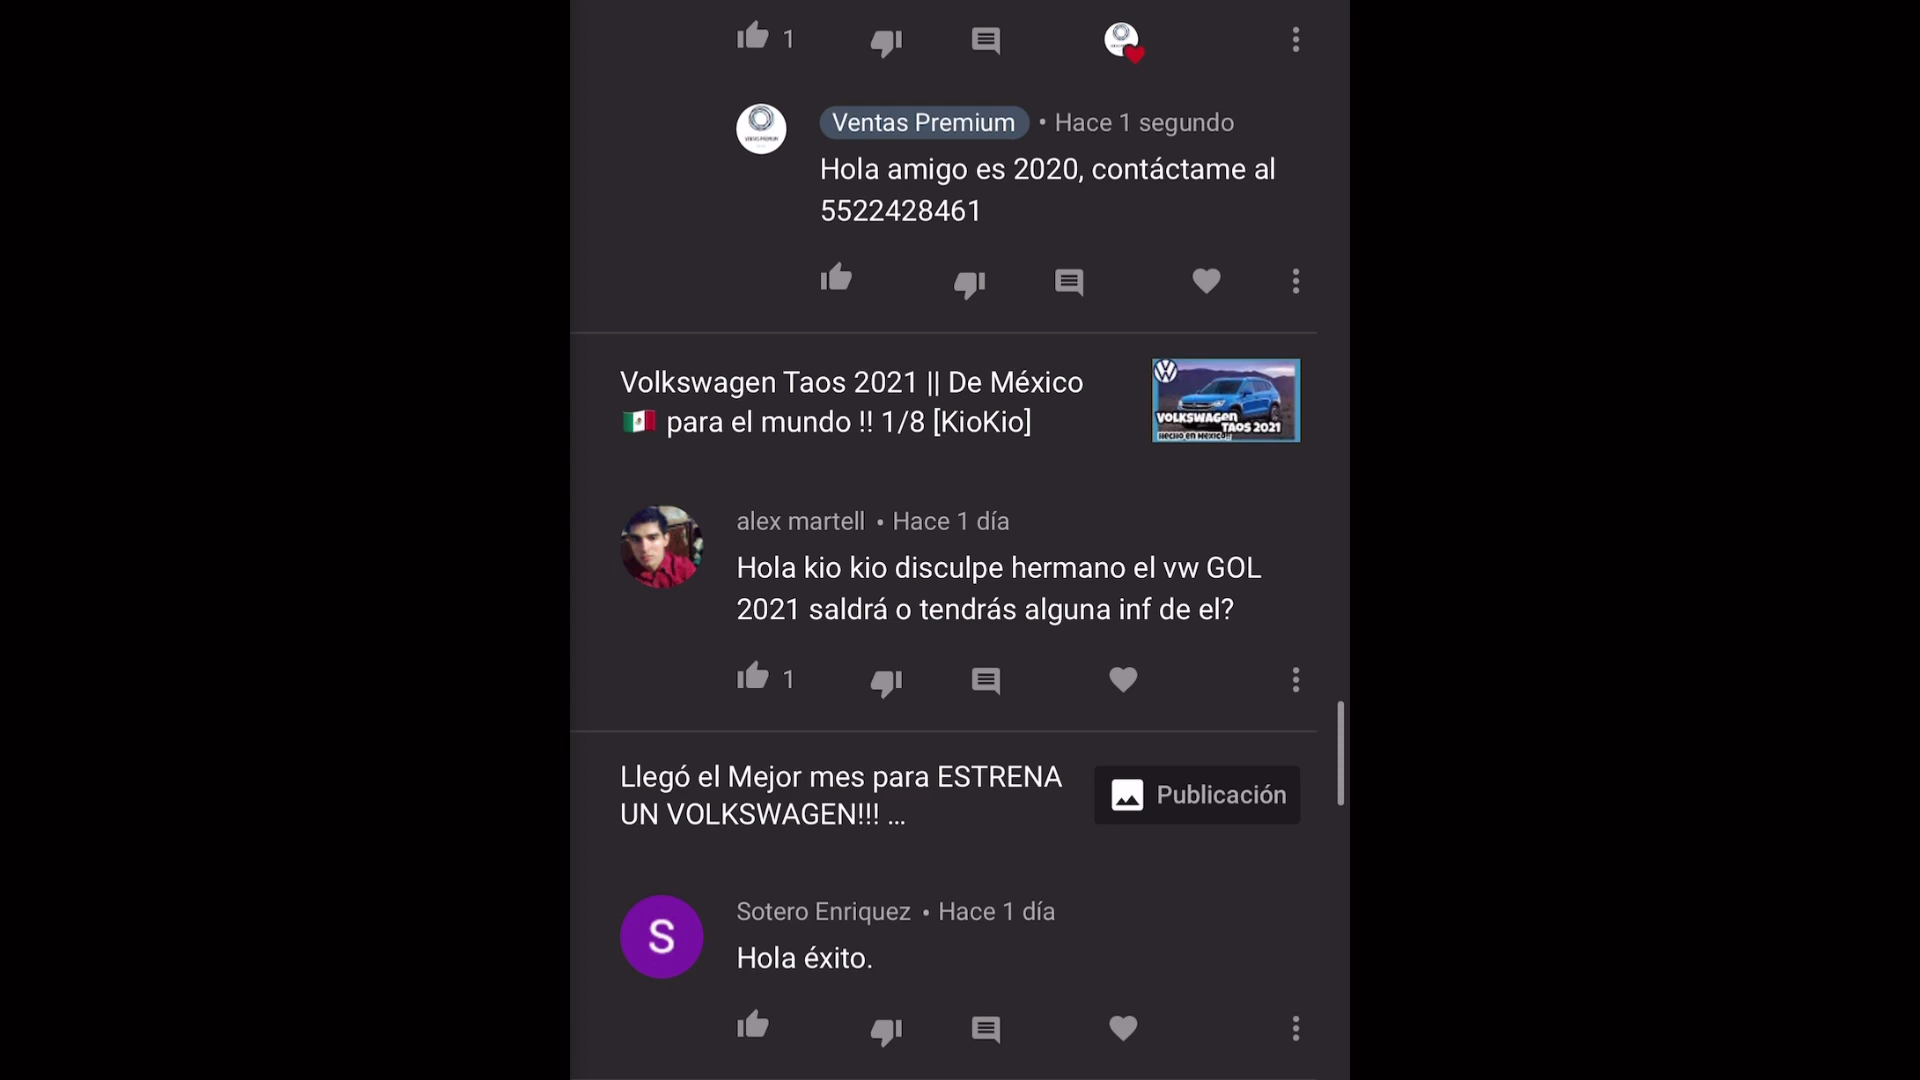 1
Ventas Premium • Hace 1 segundo
Hola amigo es 2020, contáctame al
5522428461
Volkswagen Taos 2021 || De México
🇲🇽 para el mundo !! 1/8 [KioKio]
VOLKSWAGEN
TAOS 2021
HECHO EN MEXICO!!
alex martell • Hace 1 día
Hola kio kio disculpe hermano el vw GOL
2021 saldrá o tendrás alguna inf de el?
1
Llegó el Mejor mes para ESTRENA
UN VOLKSWAGEN!!! ...
Publicación
S
Sotero Enriquez • Hace 1 día
Hola éxito.